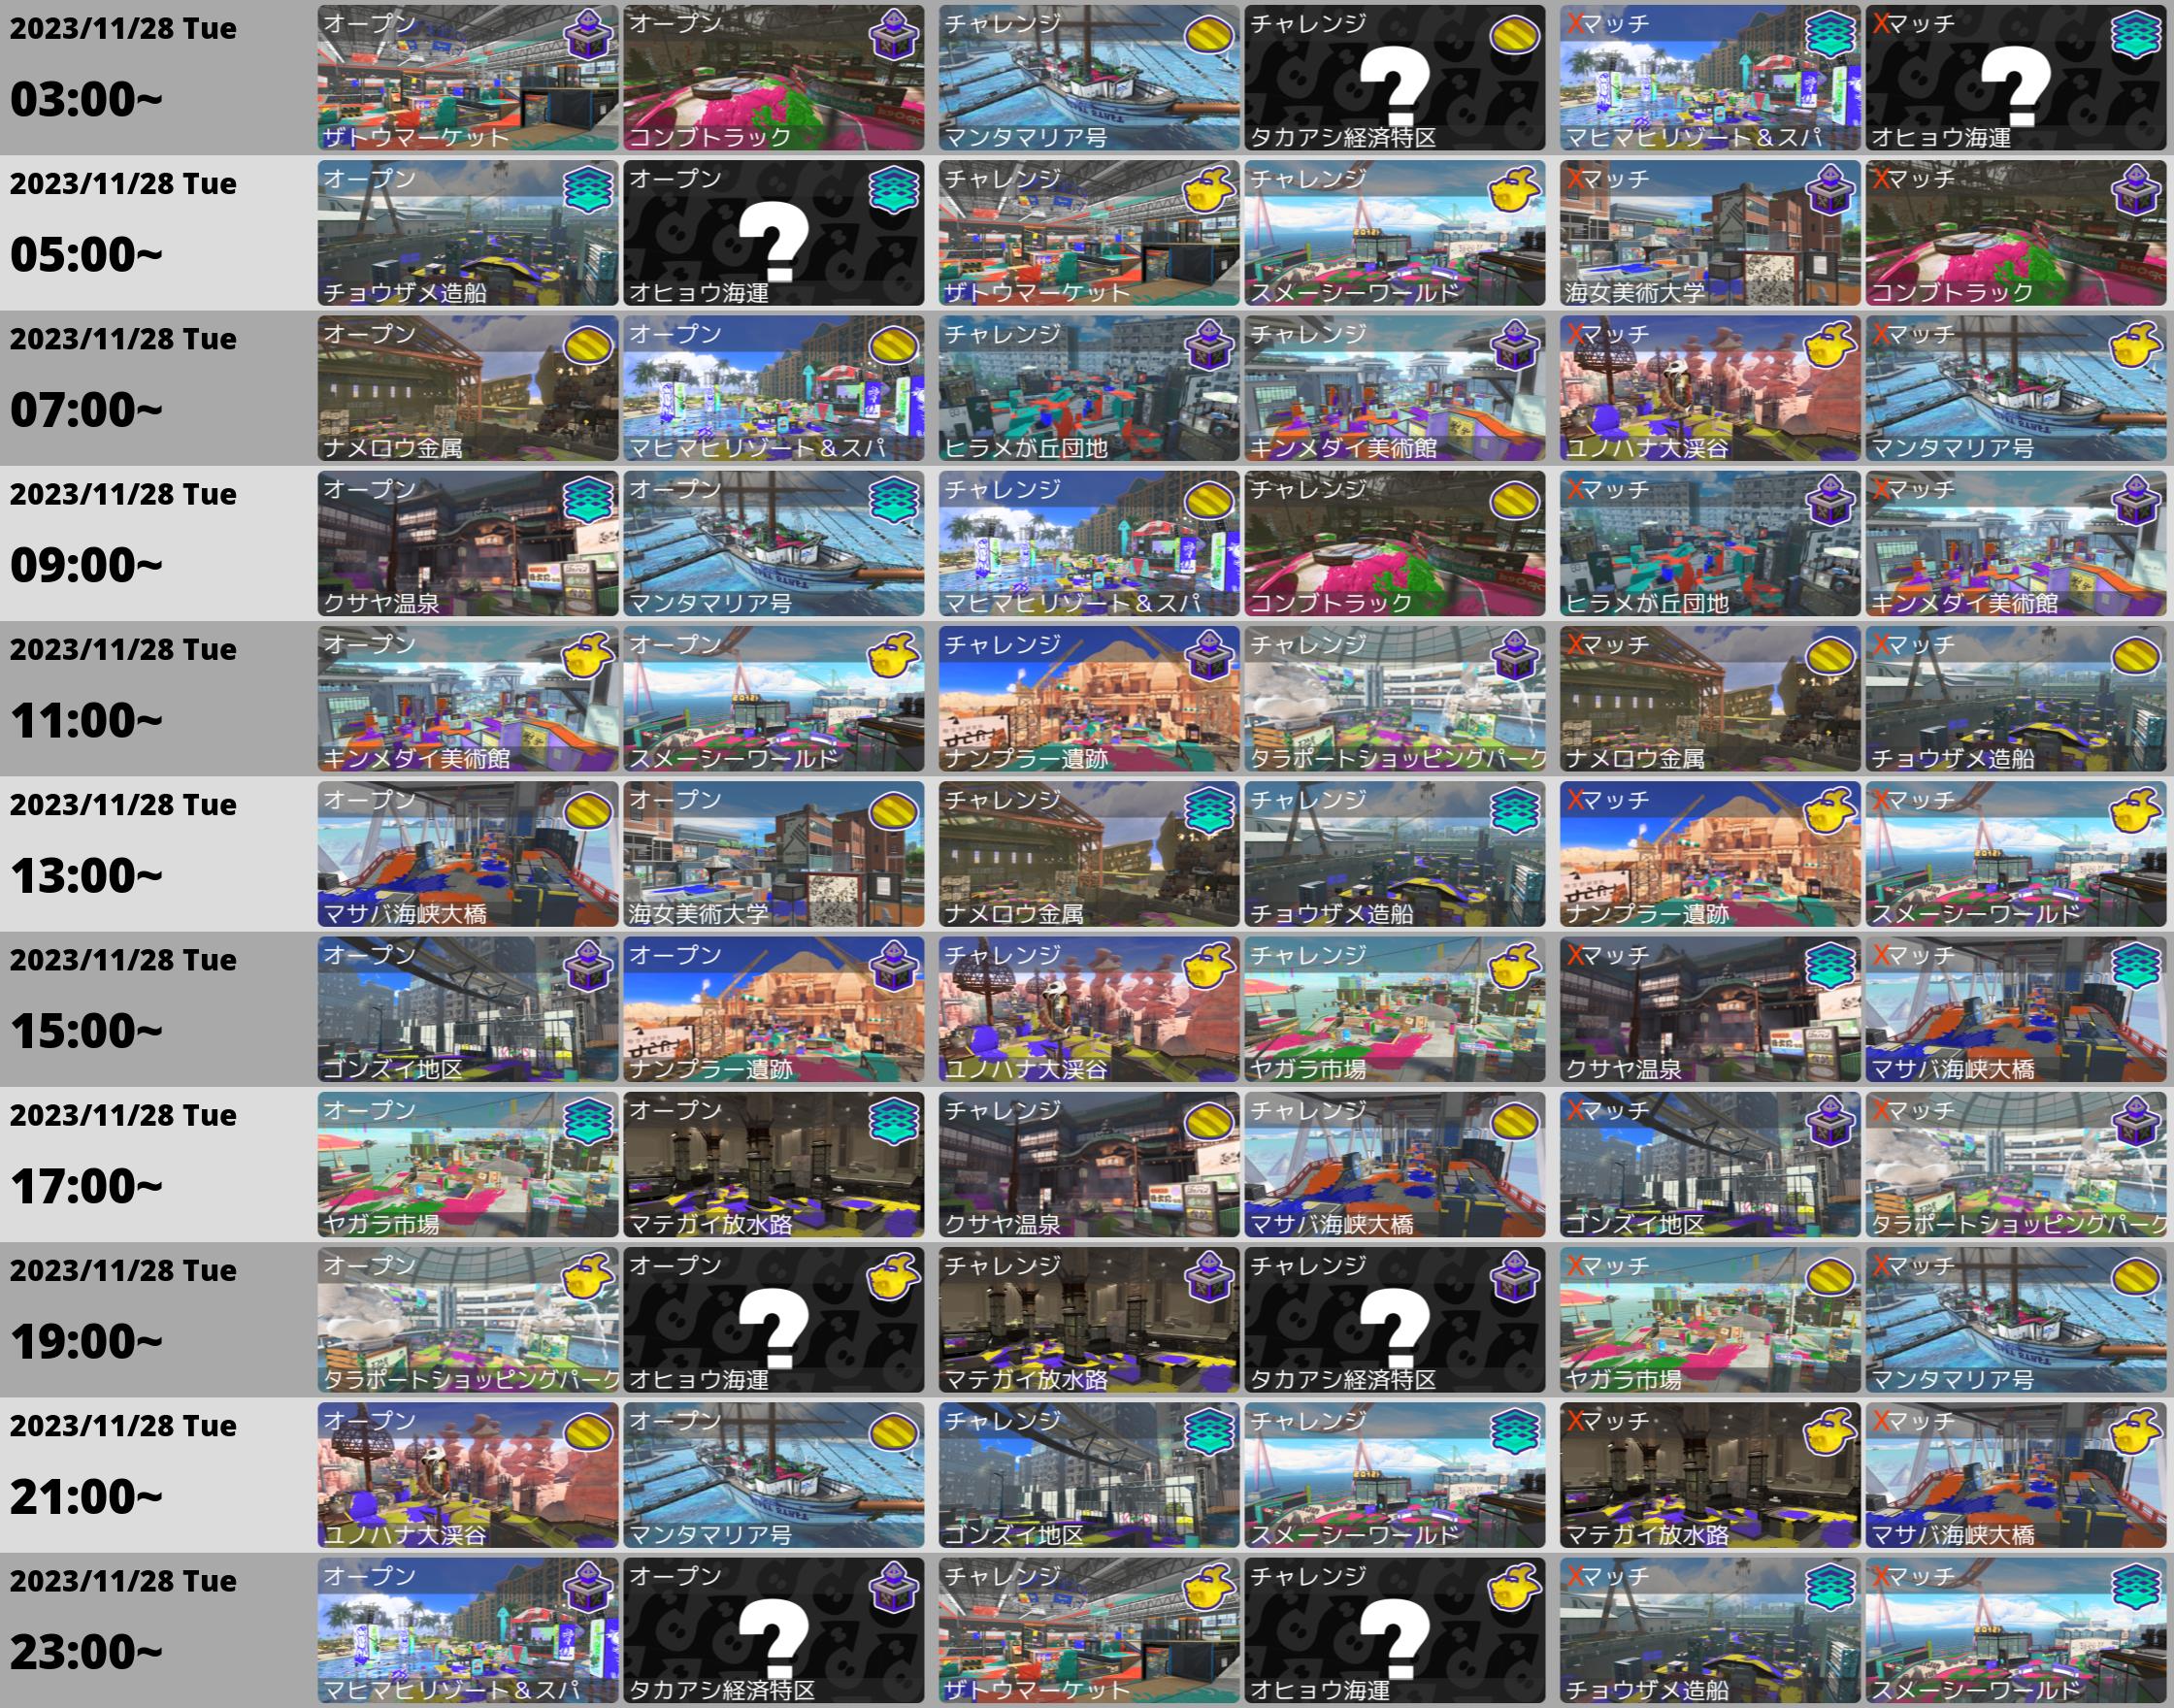 2023/11/28 Tue
03:00~
オープン
ザトウマーケット
オープン
コンブトラック
チャレンジ
マンタマリア号
チャレンジ
?
タカアシ経済特区
Xマッチ
マヒマヒリゾート&スパ
Xマッチ
?
オヒョウ海運
2023/11/28 Tue
05:00~
オープン
チョウザメ造船
オープン
?
オヒョウ海運
チャレンジ
ザトウマーケット
チャレンジ
スメーシーワールド
Xマッチ
海女美術大学
Xマッチ
コンブトラック
2023/11/28 Tue
07:00~
オープン
ナメロウ金属
オープン
マヒマヒリゾート&スパ
チャレンジ
ヒラメが丘団地
チャレンジ
キンメダイ美術館
Xマッチ
ユノハナ大渓谷
Xマッチ
マンタマリア号
2023/11/28 Tue
09:00~
オープン
クサヤ温泉
オープン
マンタマリア号
チャレンジ
マヒマヒリゾート&スパ
チャレンジ
コンブトラック
Xマッチ
ヒラメが丘団地
Xマッチ
キンメダイ美術館
2023/11/28 Tue
11:00~
オープン
キンメダイ美術館
オープン
スメーシーワールド
チャレンジ
ナンプラー遺跡
チャレンジ
タラポートショッピングパーク
Xマッチ
ナメロウ金属
Xマッチ
チョウザメ造船
2023/11/28 Tue
13:00~
オープン
マサバ海峡大橋
オープン
海女美術大学
チャレンジ
ナメロウ金属
チャレンジ
チョウザメ造船
Xマッチ
ナンプラー遺跡
Xマッチ
スメーシーワールド
2023/11/28 Tue
15:00~
オープン
ゴンズイ地区
オープン
ナンプラー遺跡
チャレンジ
ユノハナ大渓谷
チャレンジ
ヤガラ市場
Xマッチ
クサヤ温泉
Xマッチ
マサバ海峡大橋
2023/11/28 Tue
17:00~
オープン
ヤガラ市場
オープン
マテガイ放水路
チャレンジ
クサヤ温泉
チャレンジ
マサバ海峡大橋
Xマッチ
ゴンズイ地区
Xマッチ
タラポートショッピングパーク
2023/11/28 Tue
19:00~
オープン
タラポートショッピングパーク
オープン
?
オヒョウ海運
チャレンジ
マテガイ放水路
チャレンジ
?
タカアシ経済特区
Xマッチ
ヤガラ市場
Xマッチ
マンタマリア号
2023/11/28 Tue
21:00~
オープン
ユノハナ大渓谷
オープン
マンタマリア号
チャレンジ
ゴンズイ地区
チャレンジ
スメーシーワールド
Xマッチ
マテガイ放水路
Xマッチ
マサバ海峡大橋
2023/11/28 Tue
23:00~
オープン
マヒマヒリゾート&スパ
オープン
?
タカアシ経済特区
チャレンジ
ザトウマーケット
チャレンジ
?
オヒョウ海運
Xマッチ
チョウザメ造船
Xマッチ
スメーシーワールド